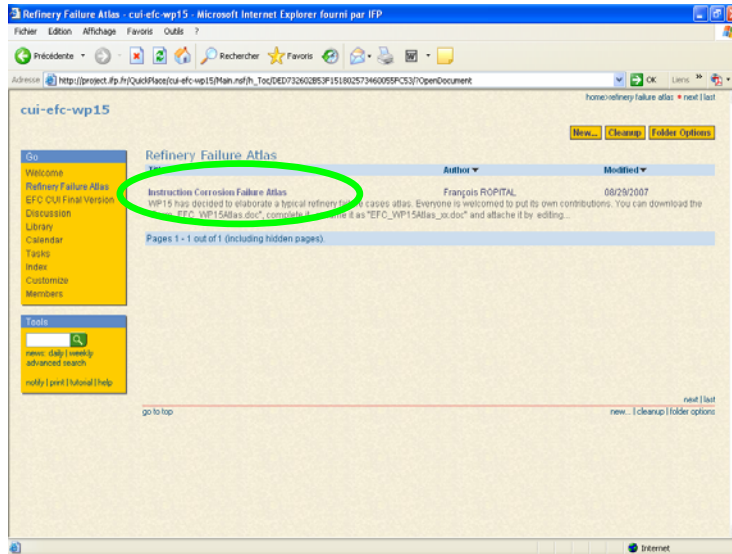 Refinery Failure Atlas - cui-efc-wp15 - Microsoft Internet Explorer fourni par IFP
Fichier Edition Affichage Favoris Outils ?
Précédente Rechercher Favoris
Adresse http://project.ifp.fr/QuickPlace/cui-efc-wp15/Main.nsf/h_Toc/DED732602B53F15180257346005 5FC53/?OpenDocument OK Liens »
home>refinery failure atlas • next | last
cui-efc-wp15
New... Cleanup Folder Options
Go
Welcome
Refinery Failure Atlas
EFC CUI Final Version
Discussion
Library
Calendar
Tasks
Index
Customize
Members
Tools
news: daily | weekly
advanced search
notify | print | tutorial | help
Refinery Failure Atlas
Author Modified
Instruction Corrosion Failure Atlas François ROPITAL 08/29/2007
WP15 has decided to elaborate a typical refinery failure cases atlas. Everyone is welcomed to put its own contributions. You can download the
EFC_WP15Atlas.doc", complete it, name it as "EFC_WP15Atlas_xx.doc" and attache it by editing...
Pages 1 - 1 out of 1 (including hidden pages).
next | last
go to top new... | cleanup | folder options
Internet